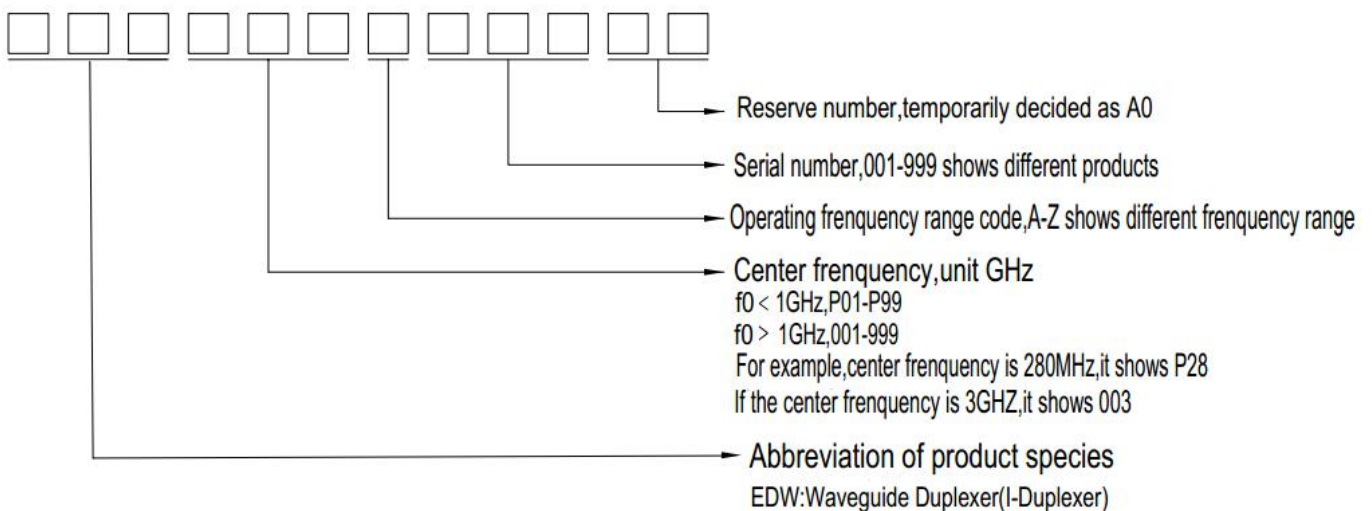 Reserve number,temporarily decided as A0
Serial number,001-999 shows different products
Operating frenquency range code,A-Z shows different frenquency range
Center frenquency,unit GHz
f0 < 1GHz,P01-P99
f0 > 1GHz,001-999
For example,center frenquency is 280MHz,it shows P28
If the center frenquency is 3GHZ,it shows 003
Abbreviation of product species
EDW:Waveguide Duplexer(I-Duplexer)